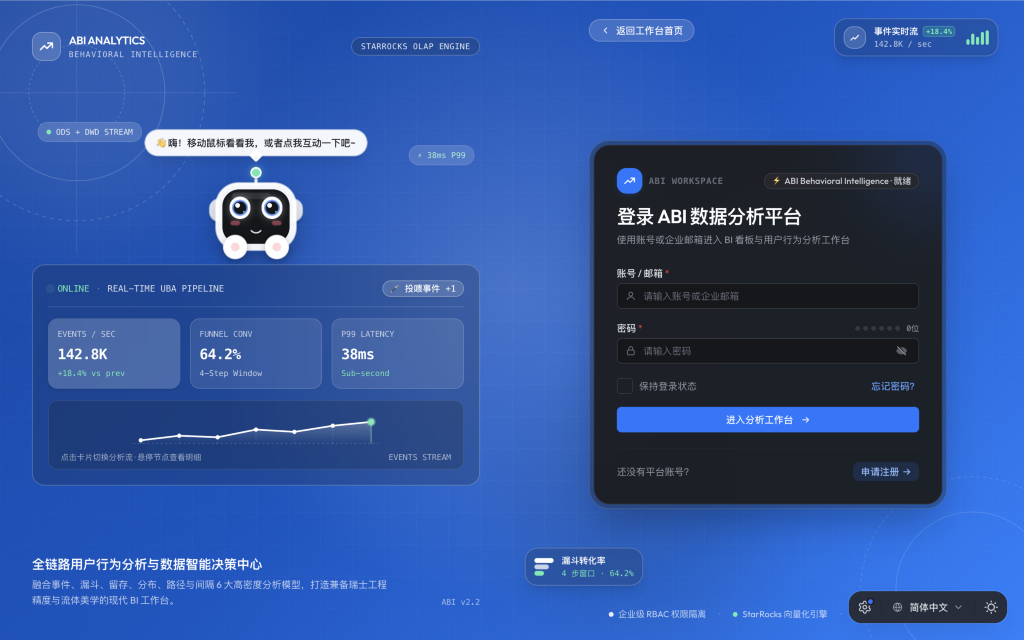 ABI ANALYTICS
BEHAVIORAL INTELLIGENCE
STARROCKS OLAP ENGINE
ODS + DWD STREAM
👋嗨！移动鼠标看看我，或者点我互动一下吧~
⚡ 38ms P99
ONLINE · REAL-TIME UBA PIPELINE
投喂事件 +1
EVENTS / SEC
142.8K
+18.4% vs prev
FUNNEL CONV
64.2%
4-Step Window
P99 LATENCY
38ms
Sub-second
点击卡片切换分析流·悬停节点查看明细
EVENTS STREAM
全链路用户行为分析与数据智能决策中心
融合事件、漏斗、留存、分布、路径与间隔 6 大高密度分析模型，打造兼备瑞士工程
精度与流体美学的现代 BI 工作台。
ABI v2.2
返回工作台首页
事件实时流 +18.4%
142.8K / sec
ABI WORKSPACE
⚡ ABI Behavioral Intelligence·就绪
登录 ABI 数据分析平台
使用账号或企业邮箱进入 BI 看板与用户行为分析工作台
账号 / 邮箱 *
请输入账号或企业邮箱
密码 *
0位
请输入密码
保持登录状态
忘记密码?
进入分析工作台 →
还没有平台账号?
申请注册 →
漏斗转化率
4 步窗口 · 64.2%
企业级 RBAC 权限隔离
StarRocks 向量化引擎
简体中文